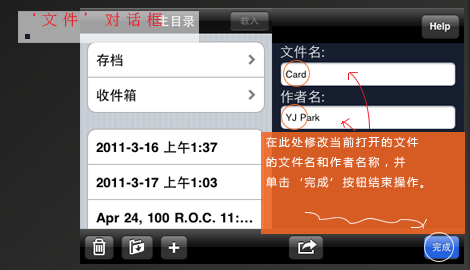 ‘文件’对话框
主目录
载入
Help
存档
收件箱
2011-3-16 上午1:37
2011-3-17 上午1:03
Apr 24, 100 R.O.C. 11:...
文件名:
Card
作者名:
YJ Park
在此处修改当前打开的文件
的文件名和作者名称，并
单击‘完成’按钮结束操作。
完成